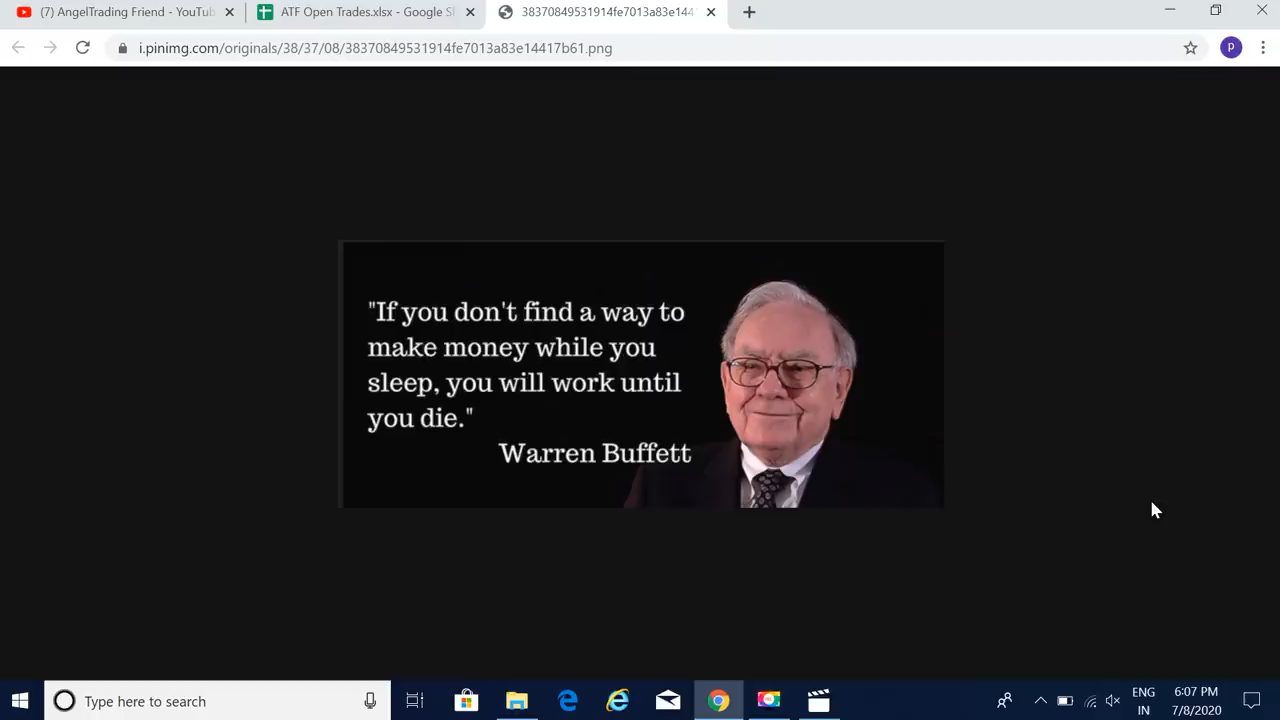 (7) AngelTrading Friend - YouTub
ATF Open Trades.xlsx - Google Sl
38370849531914fe7013a83e144
i.pinimg.com/originals/38/37/08/38370849531914fe7013a83e14417b61.png
P
"If you don't find a way to
make money while you
sleep, you will work until
you die."
Warren Buffett
Type here to search
ENG
IN
6:07 PM
7/8/2020